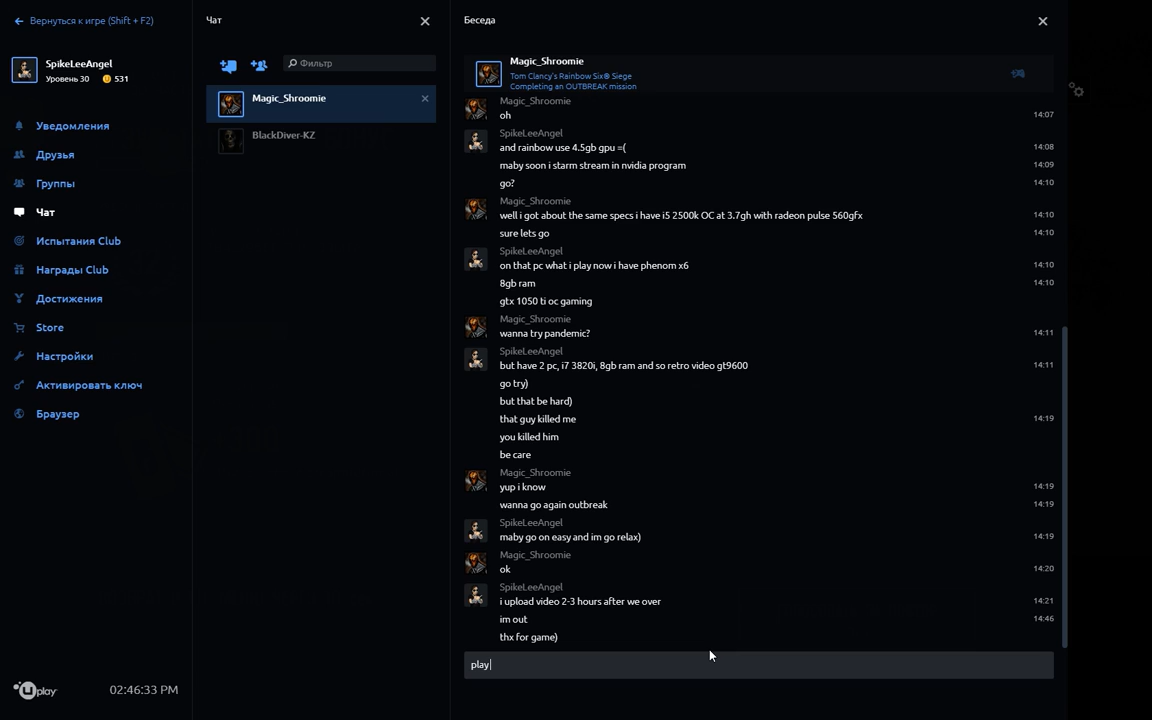 Вернуться к игре (Shift + F2)
SpikeLeeAngel
Уровень 30 531
Уведомления
Друзья
Группы
Чат
Испытания Club
Награды Club
Достижения
Store
Настройки
Активировать ключ
Браузер
uplay 02:46:33 PM
Чат
Фильтр
Magic_Shroomie
BlackDiver-KZ
Беседа
Magic_Shroomie
Tom Clancy's Rainbow Six® Siege
Completing an OUTBREAK mission
Magic_Shroomie
oh 14:07
SpikeLeeAngel
and rainbow use 4.5gb gpu =( 14:08
maby soon i starm stream in nvidia program 14:09
go? 14:10
Magic_Shroomie
well i got about the same specs i have i5 2500k OC at 3.7gh with radeon pulse 560gfx 14:10
sure lets go 14:10
SpikeLeeAngel
on that pc what i play now i have phenom x6 14:10
8gb ram 14:10
gtx 1050 ti oc gaming
Magic_Shroomie
wanna try pandemic? 14:11
SpikeLeeAngel
but have 2 pc, i7 3820i, 8gb ram and so retro video gt9600 14:11
go try)
but that be hard)
that guy killed me 14:19
you killed him
be care
Magic_Shroomie
yup i know 14:19
wanna go again outbreak 14:19
SpikeLeeAngel
maby go on easy and im go relax) 14:19
Magic_Shroomie
ok 14:20
SpikeLeeAngel
i upload video 2-3 hours after we over 14:21
im out 14:46
thx for game)
play